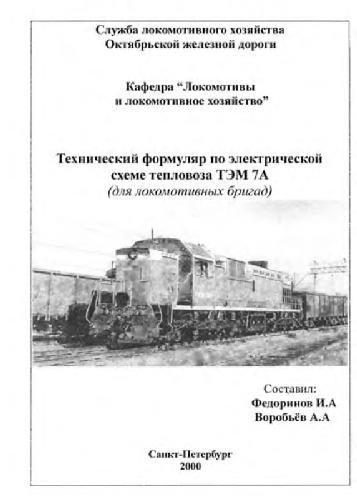 Служба локомотивного хозяйства
Октябрьской железной дороги
Кафедра “Локомотивы
и локомотивное хозяйство”
Технический формуляр по электрической
схеме тепловоза ТЭМ 7А
(для локомотивных бригад)
Составил:
Федоринов И.А
Воробьёв А.А
Санкт-Петербург
2000